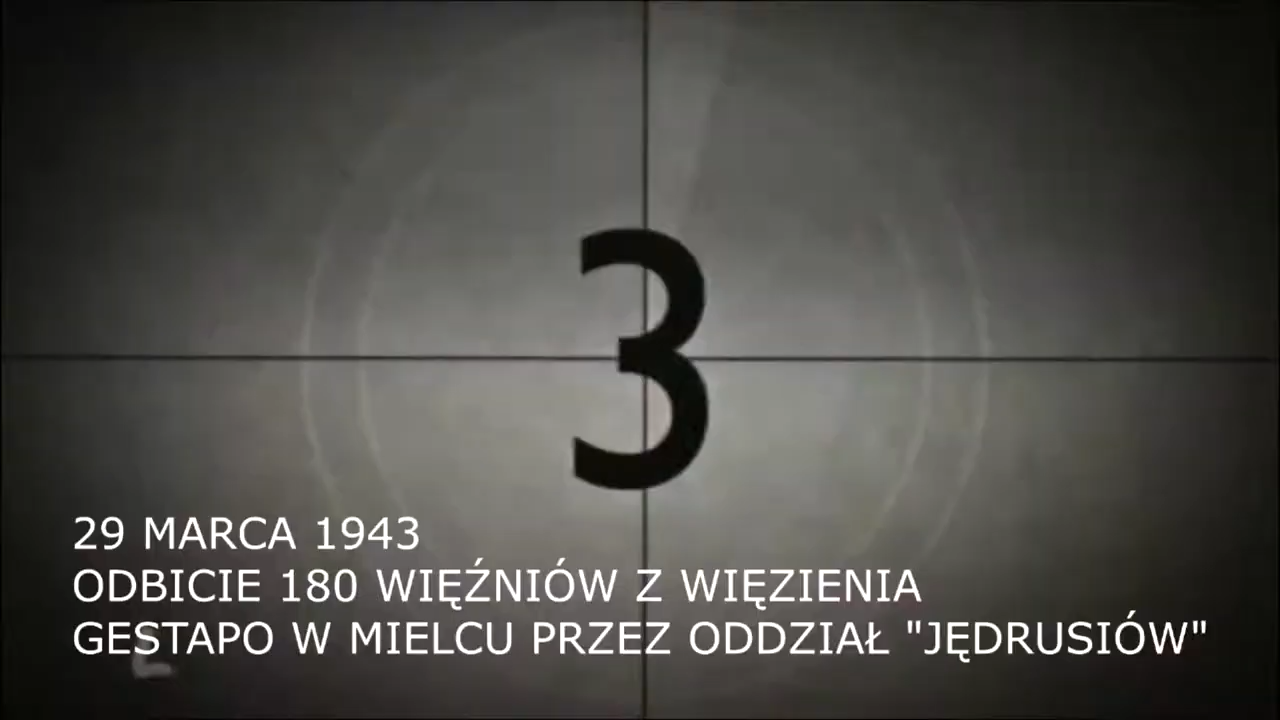 3
29 MARCA 1943
ODBICIE 180 WIĘŹNIÓW Z WIĘZIENIA
GESTAPO W MIELCU PRZEZ ODDZIAŁ "JĘDRUSIÓW"